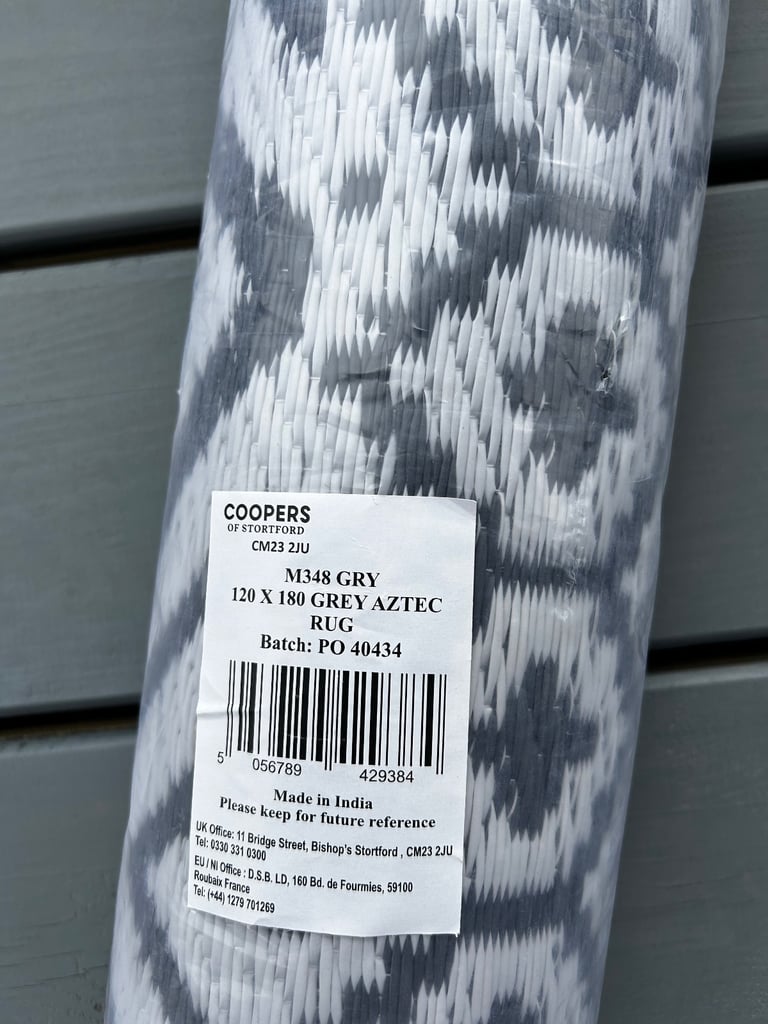 COOPERS
OF STORTFORD
CM23 2JU
M348 GRY
120 X 180 GREY AZTEC
RUG
Batch: PO 40434
5 056789 429384
Made in India
Please keep for future reference
UK Office: 11 Bridge Street, Bishop's Stortford , CM23 2JU
Tel: 0330 331 0300
EU / NI Office : D.S.B. LD, 160 Bd. de Fourmies, 59100
Roubaix France
Tel: (+44) 1279 701269